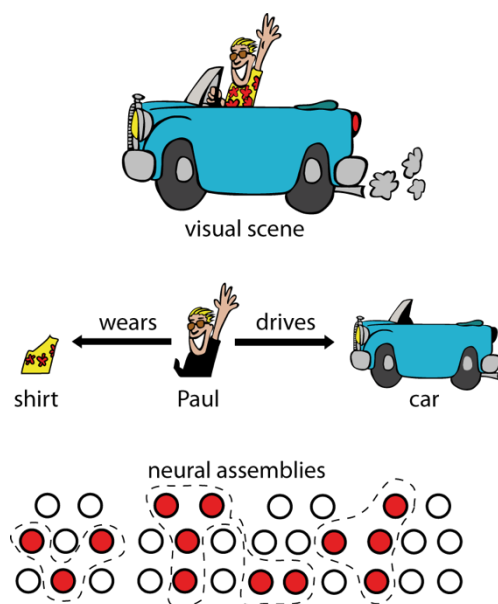 visual scene
wears drives
shirt Paul car
neural assemblies